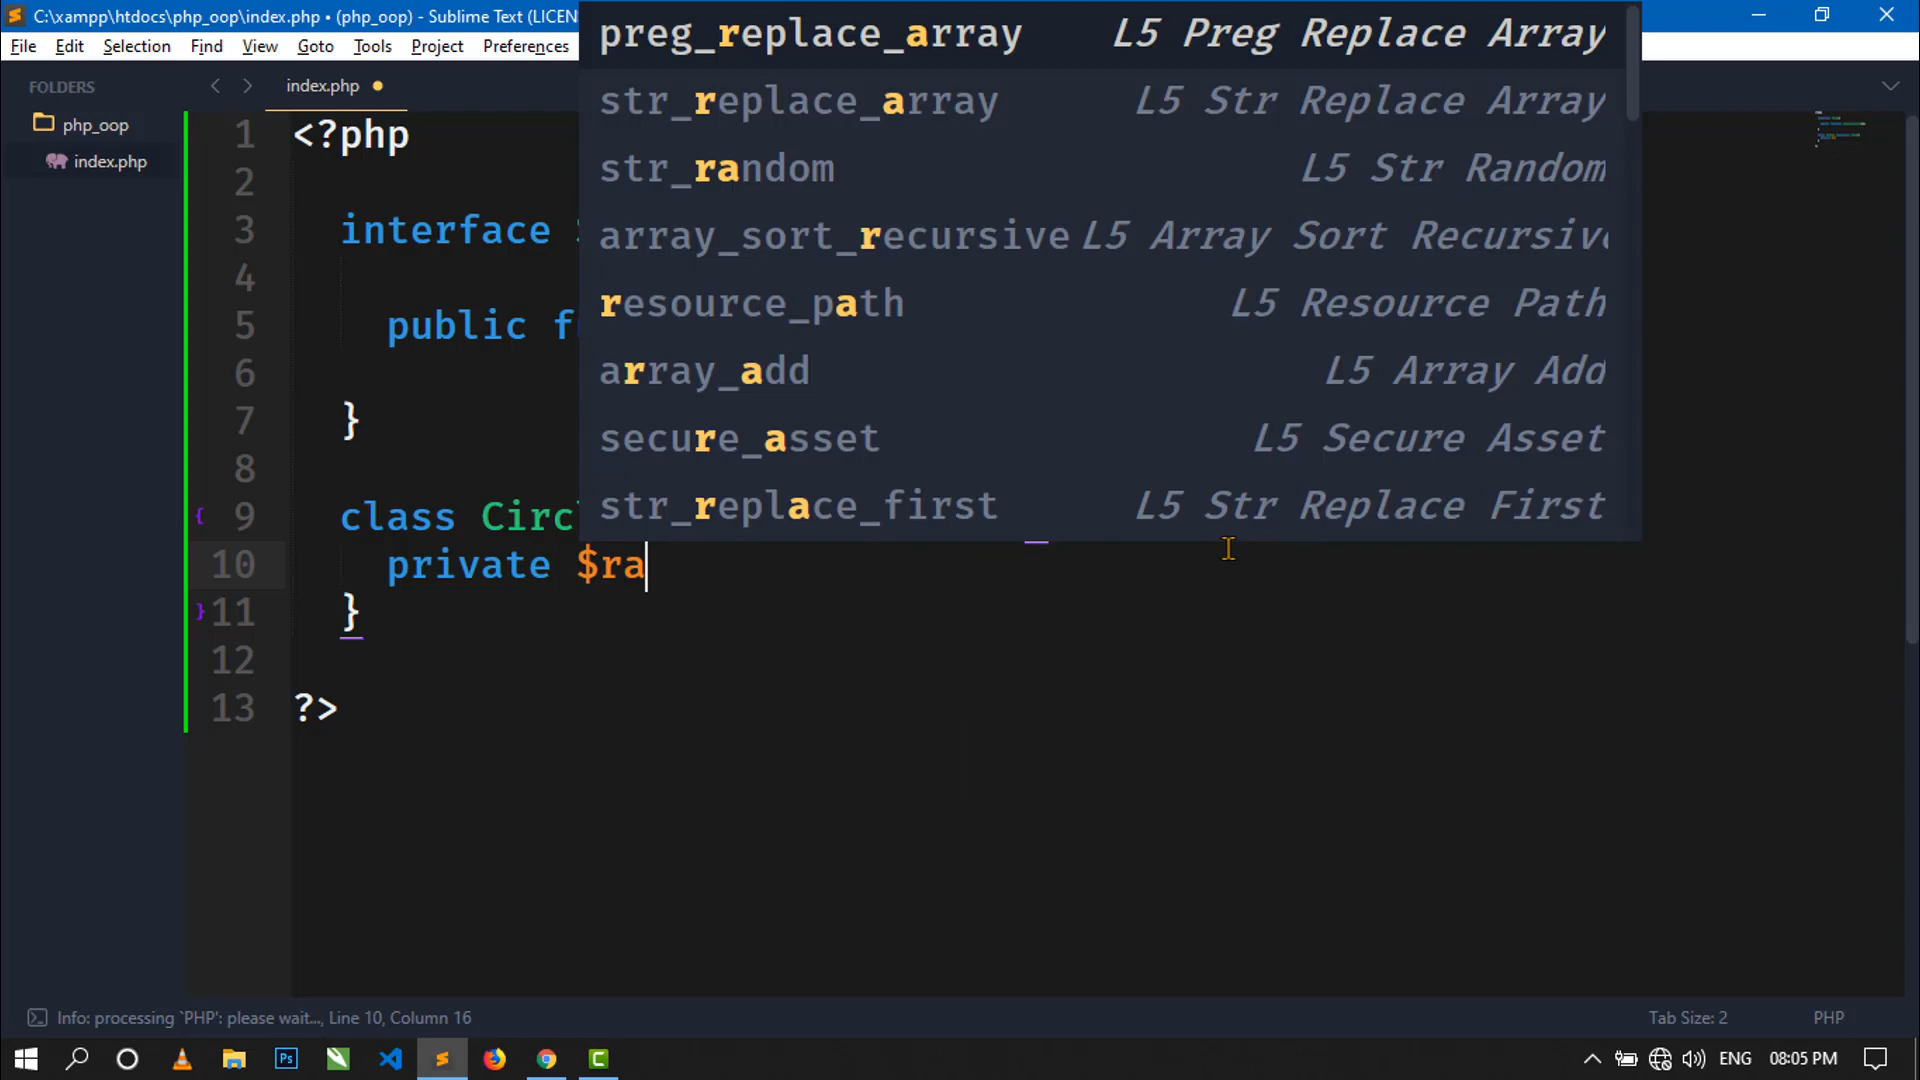 C:\xampp\htdocs\php_oop\index.php • (php_oop) - Sublime Text (LICEN
File Edit Selection Find View Goto Tools Project Preferences
FOLDERS
php_oop
index.php
index.php
1 <?php
2
3 interface
4
5 public f
6
7 }
8
9 class Circ
10 private $ra
11 }
12
13 ?>
preg_replace_array L5 Preg Replace Array
str_replace_array L5 Str Replace Array
str_random L5 Str Random
array_sort_recursive L5 Array Sort Recursive
resource_path L5 Resource Path
array_add L5 Array Add
secure_asset L5 Secure Asset
str_replace_first L5 Str Replace First
Info: processing `PHP': please wait…, Line 10, Column 16
Tab Size: 2 PHP
Ps
ENG 08:05 PM